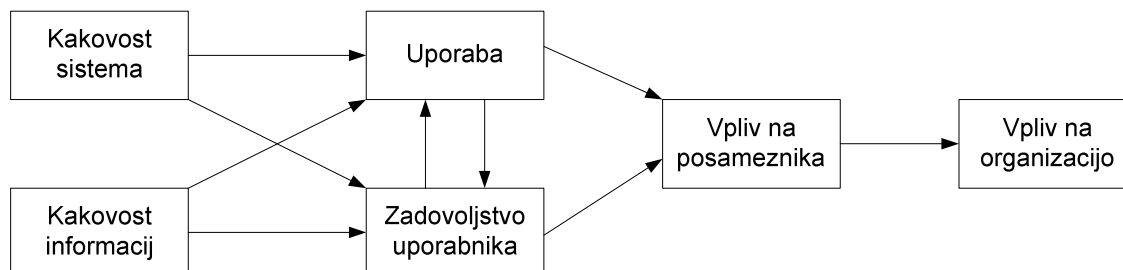 Kakovost
sistema
Uporaba
Vpliv na
posameznika
Vpliv na
organizacijo
Kakovost
informacij
Zadovoljstvo
uporabnika